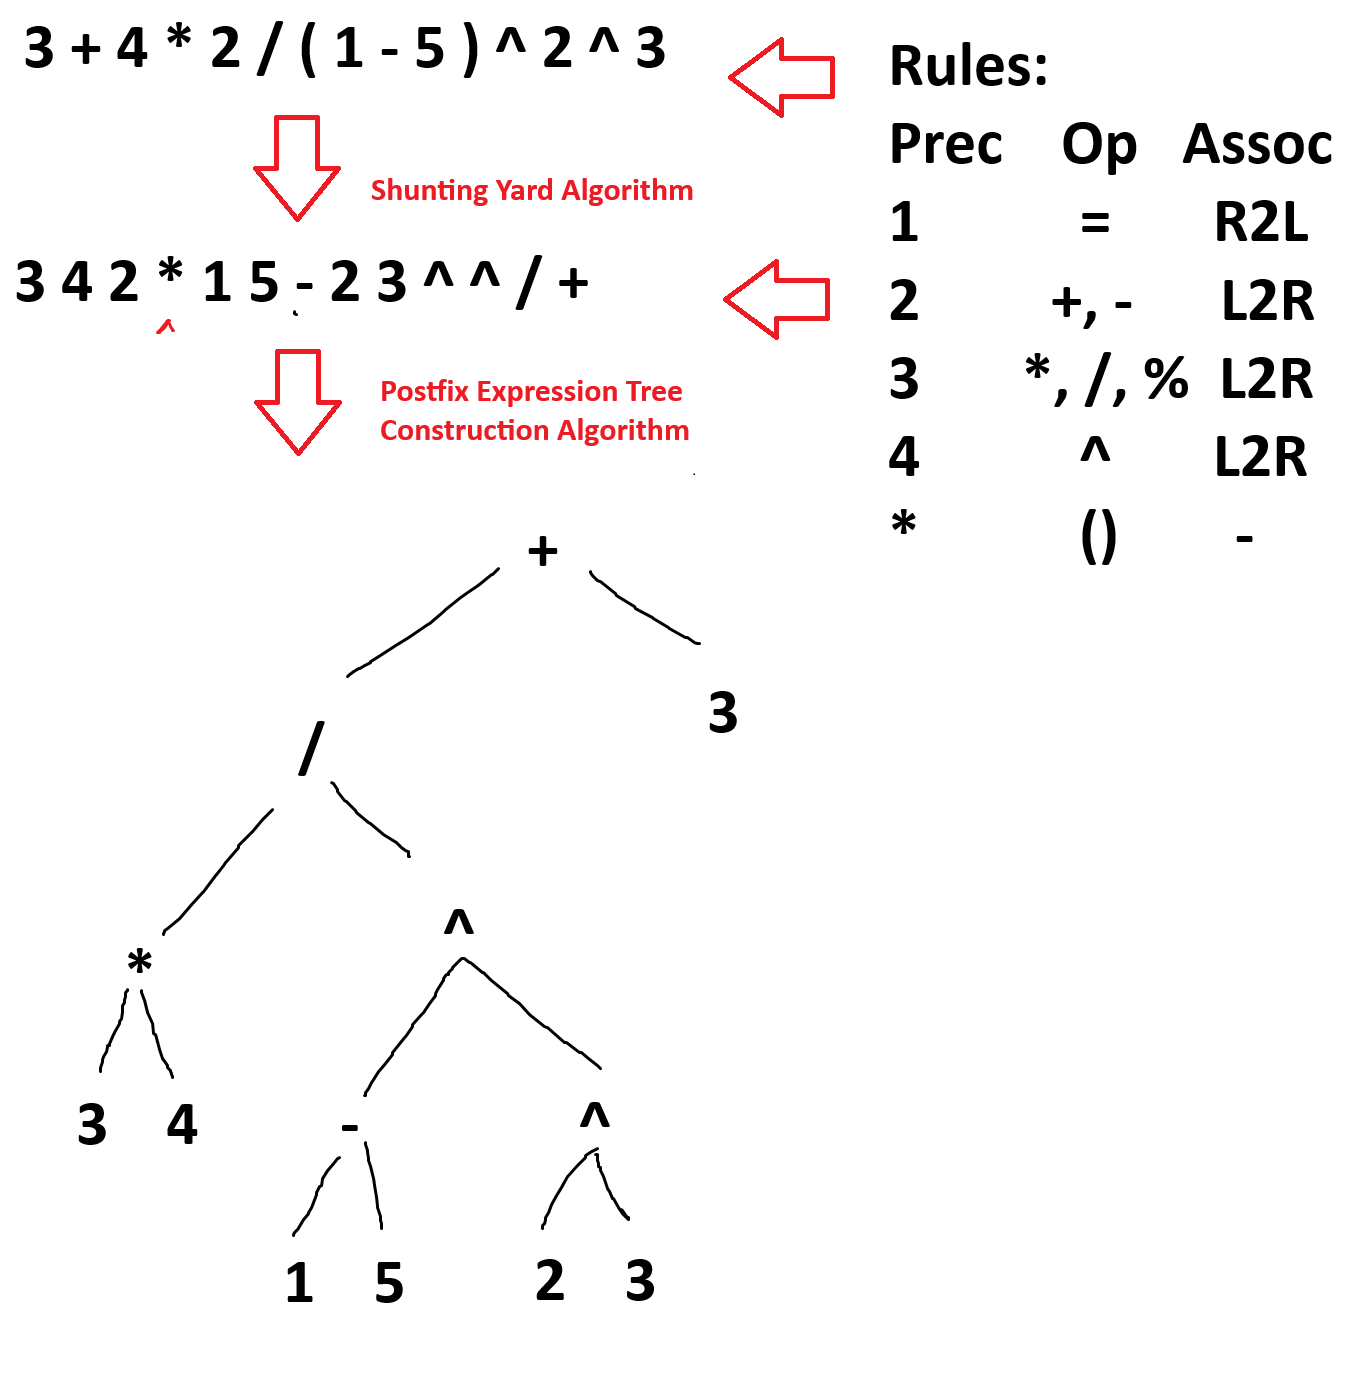 3 + 4 * 2 / ( 1 - 5 ) ^ 2 ^ 3
Shunting Yard Algorithm
3 4 2 * 1 5 - 2 3 ^ ^ / +
^
Postfix Expression Tree
Construction Algorithm
Rules:
Prec Op Assoc
1 = R2L
2 +, - L2R
3 *, /, % L2R
4 ^ L2R
* () -
+
/ 3
* ^
3 4 - ^
1 5 2 3